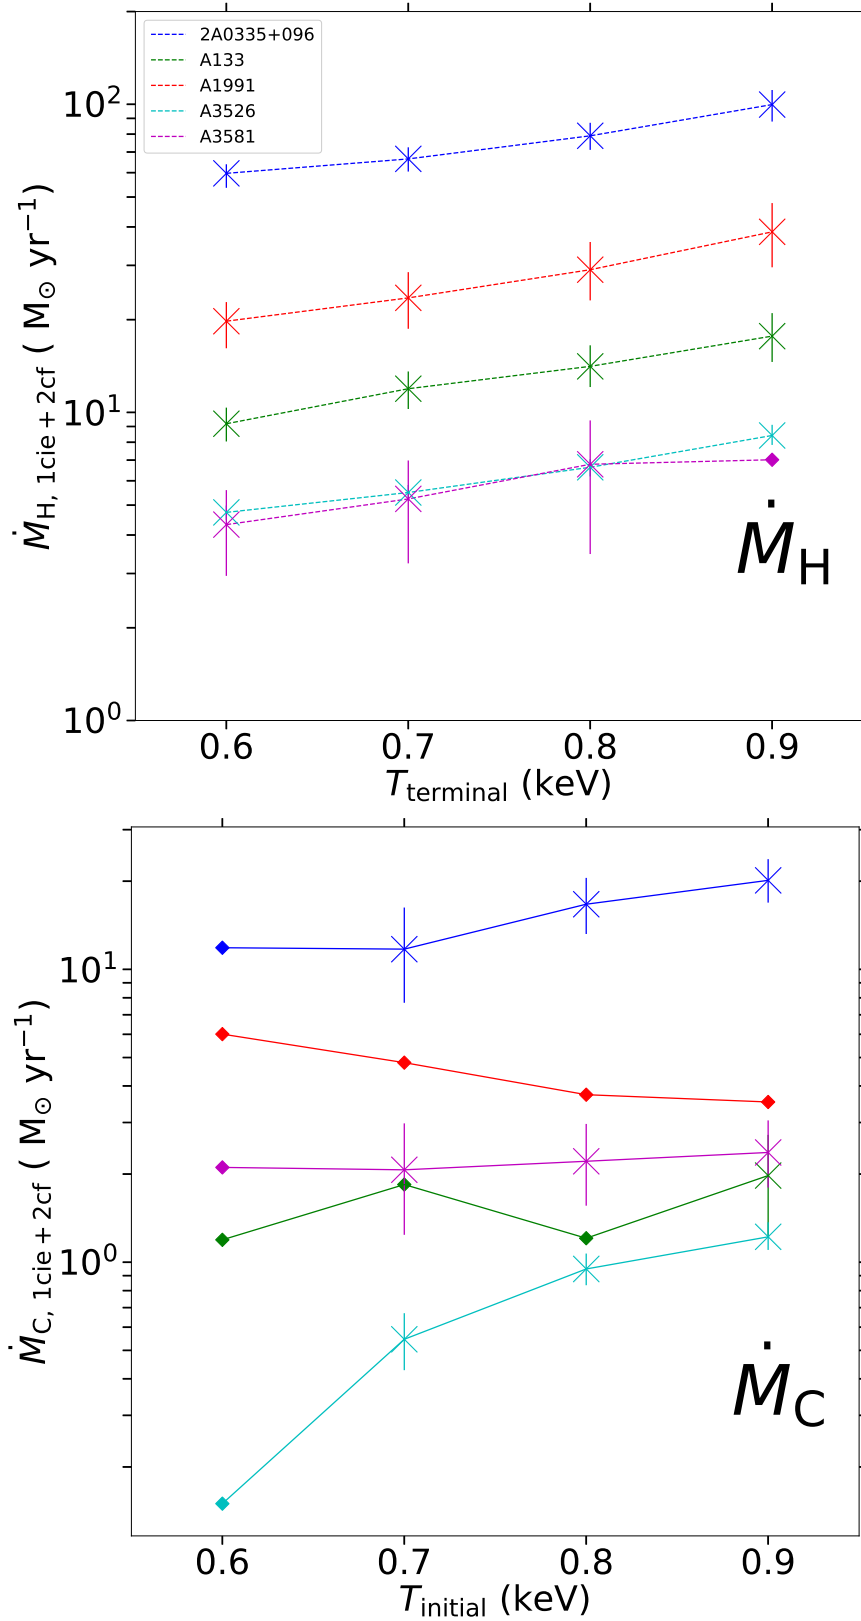 2A0335+096
A133
A1991
A3526
A3581
10²
10¹
10⁰
Ṁ_H, 1cie + 2cf ( M⊙ yr⁻¹)
Ṁ_H
0.6 0.7 0.8 0.9
T_terminal (keV)
10¹
10⁰
Ṁ_C, 1cie + 2cf ( M⊙ yr⁻¹)
Ṁ_C
0.6 0.7 0.8 0.9
T_initial (keV)